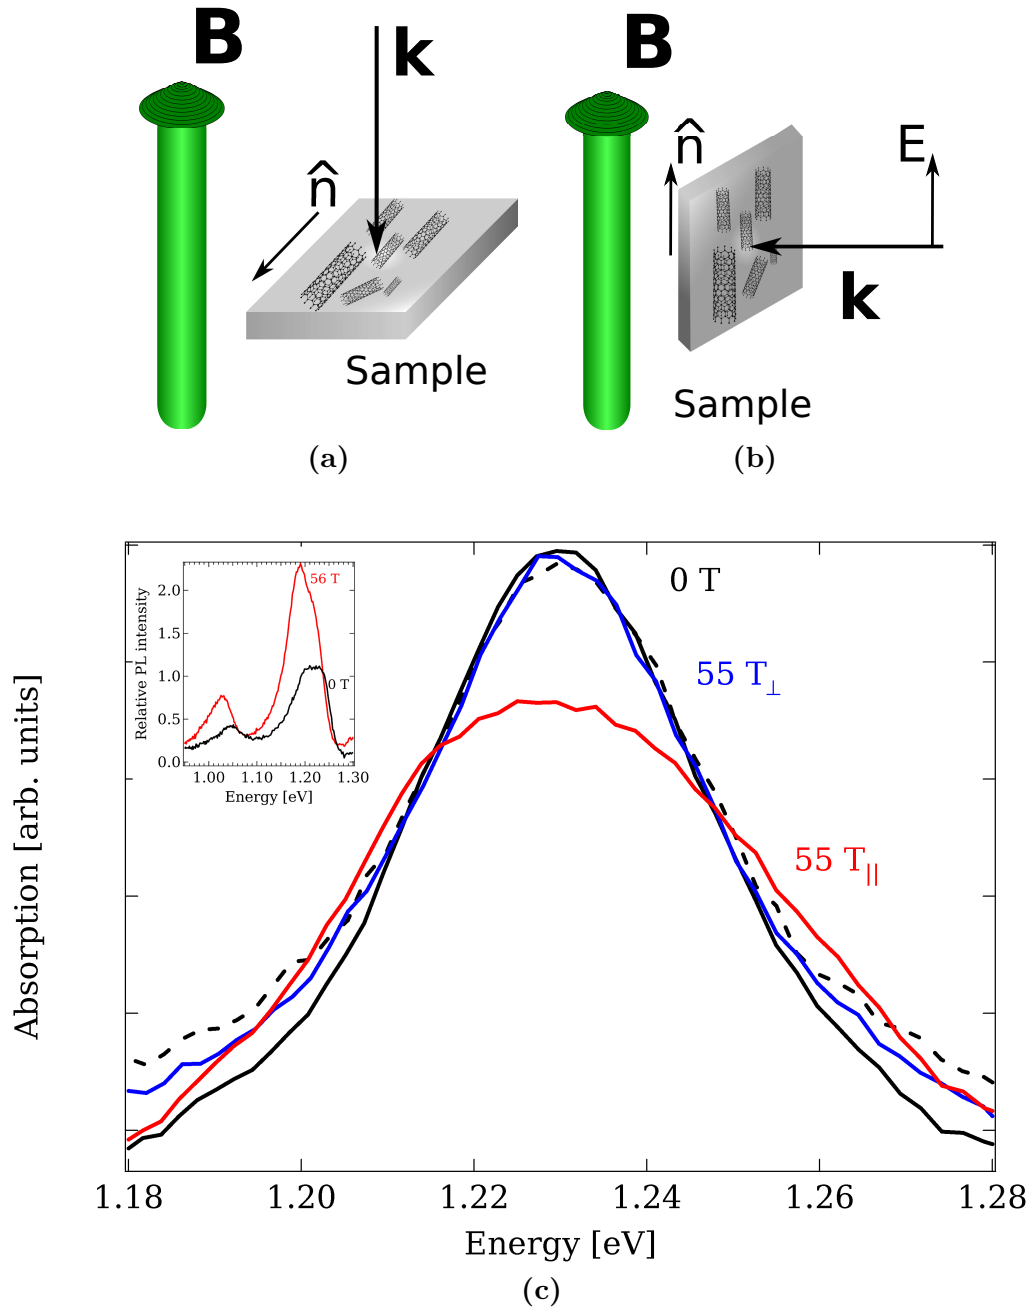 B
k
n̂
Sample
(a)
B
n̂
E
k
Sample
(b)
Absorption [arb. units]
0 T
55 T⊥
55 T||
Relative PL intensity
2.0
1.5
1.0
0.5
0.0
56 T
0 T
1.00 1.10 1.20 1.30
Energy [eV]
1.18 1.20 1.22 1.24 1.26 1.28
Energy [eV]
(c)